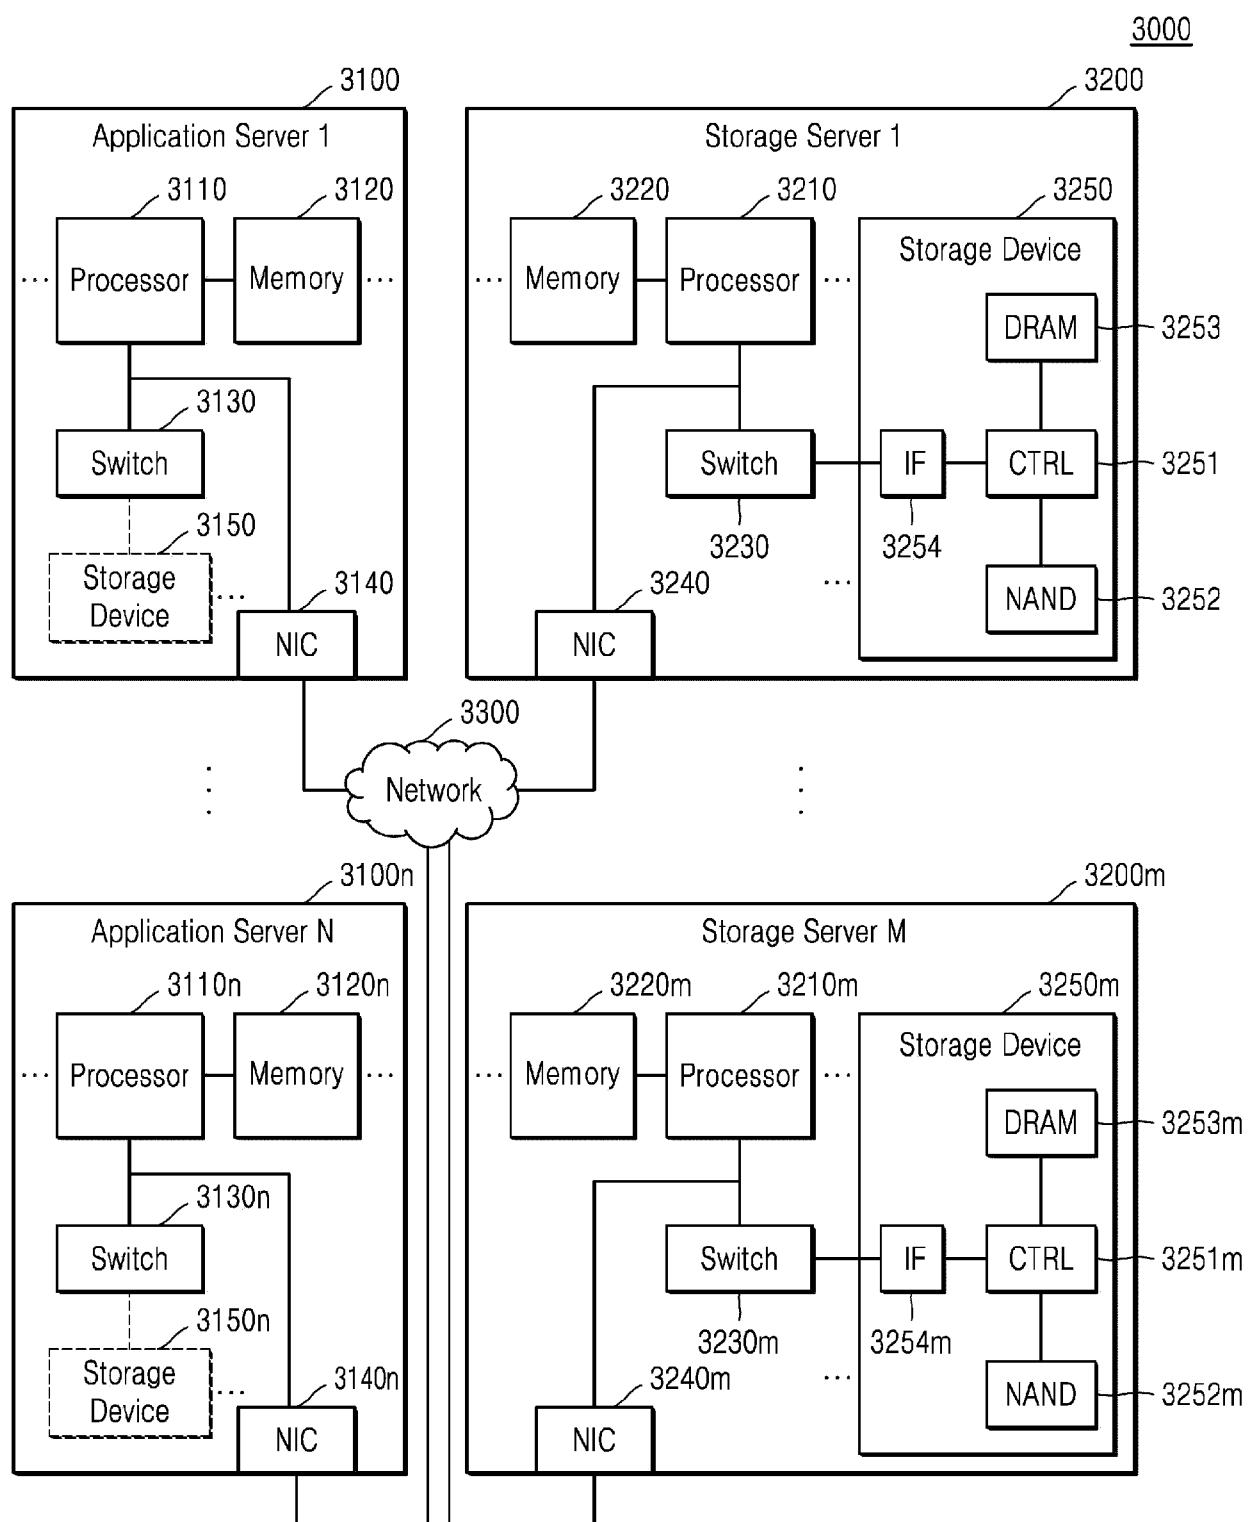 3000
3100
3200
Application Server 1
Storage Server 1
3110
3120
3220
3210
3250
Processor
Memory
Memory
Processor
Storage Device
...
...
...
...
DRAM
3253
3130
Switch
Switch
IF
CTRL
3251
3150
3230
3254
Storage
Device
...
3140
3240
...
NAND
3252
NIC
NIC
3300
Network
3100n
3200m
Application Server N
Storage Server M
3110n
3120n
3220m
3210m
3250m
Storage Device
...
Processor
Memory
...
...
Memory
Processor
...
DRAM
3253m
3130n
Switch
Switch
IF
CTRL
3251m
3150n
3230m
3254m
Storage
Device
...
3140n
3240m
...
NAND
3252m
NIC
NIC